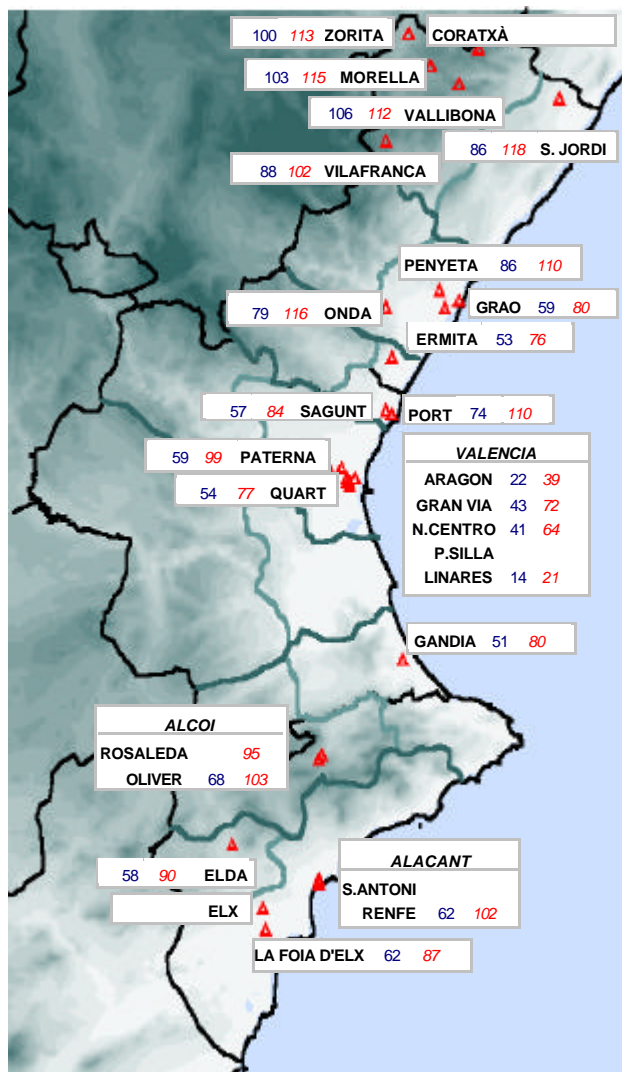 100 113 ZORITA
CORATXÀ
103 115 MORELLA
106 112 VALLIBONA
86 118 S. JORDI
88 102 VILAFRANCA
PENYETA 86 110
79 116 ONDA
GRAO 59 80
ERMITA 53 76
57 84 SAGUNT
PORT 74 110
59 99 PATERNA
54 77 QUART
VALENCIA
ARAGON 22 39
GRAN VIA 43 72
N.CENTRO 41 64
P.SILLA
LINARES 14 21
GANDIA 51 80
ALCOI
ROSALEDA 95
OLIVER 68 103
58 90 ELDA
ELX
ALACANT
S.ANTONI
RENFE 62 102
LA FOIA D'ELX 62 87